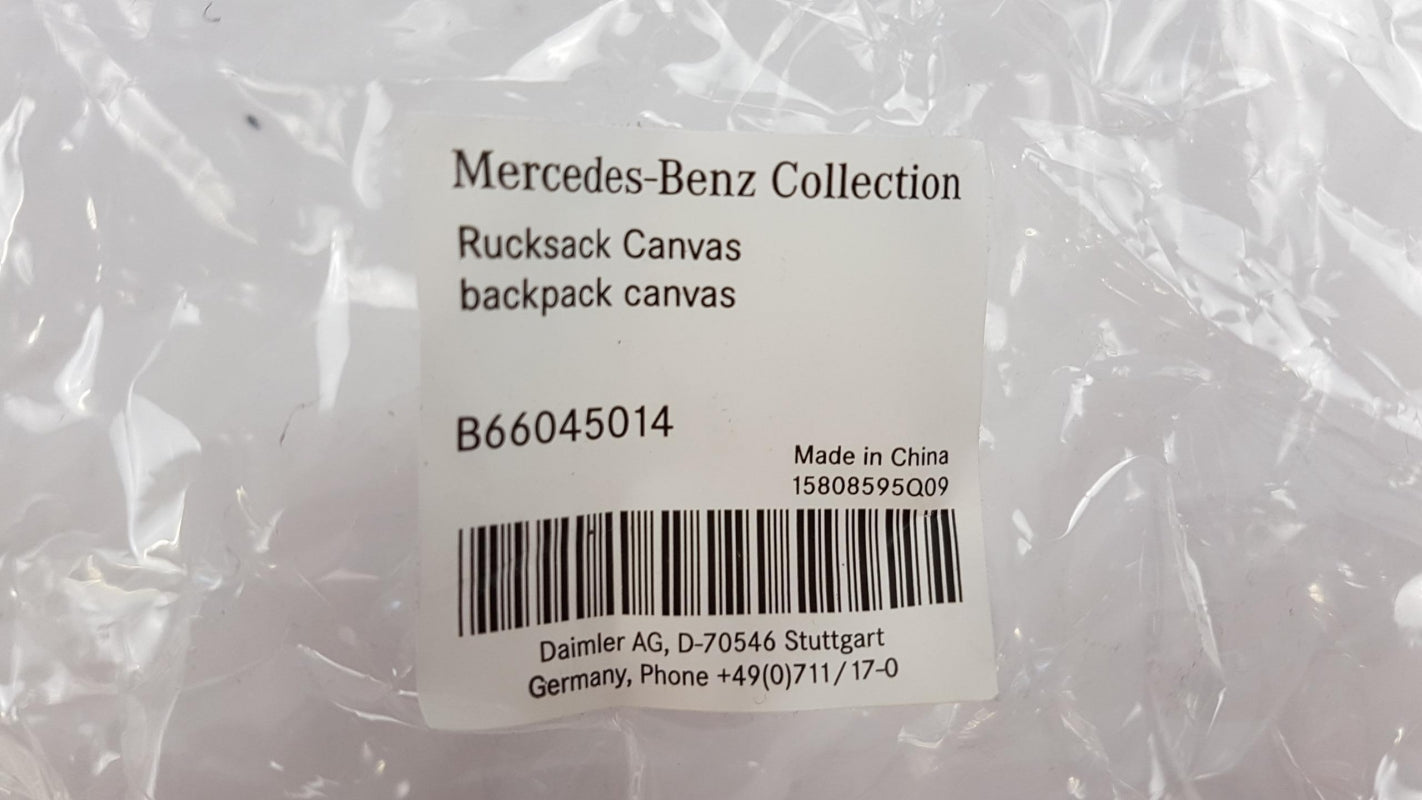 Mercedes-Benz Collection
Rucksack Canvas
backpack canvas
B66045014
Made in China
15808595Q09
Daimler AG, D-70546 Stuttgart
Germany, Phone +49(0)711/17-0